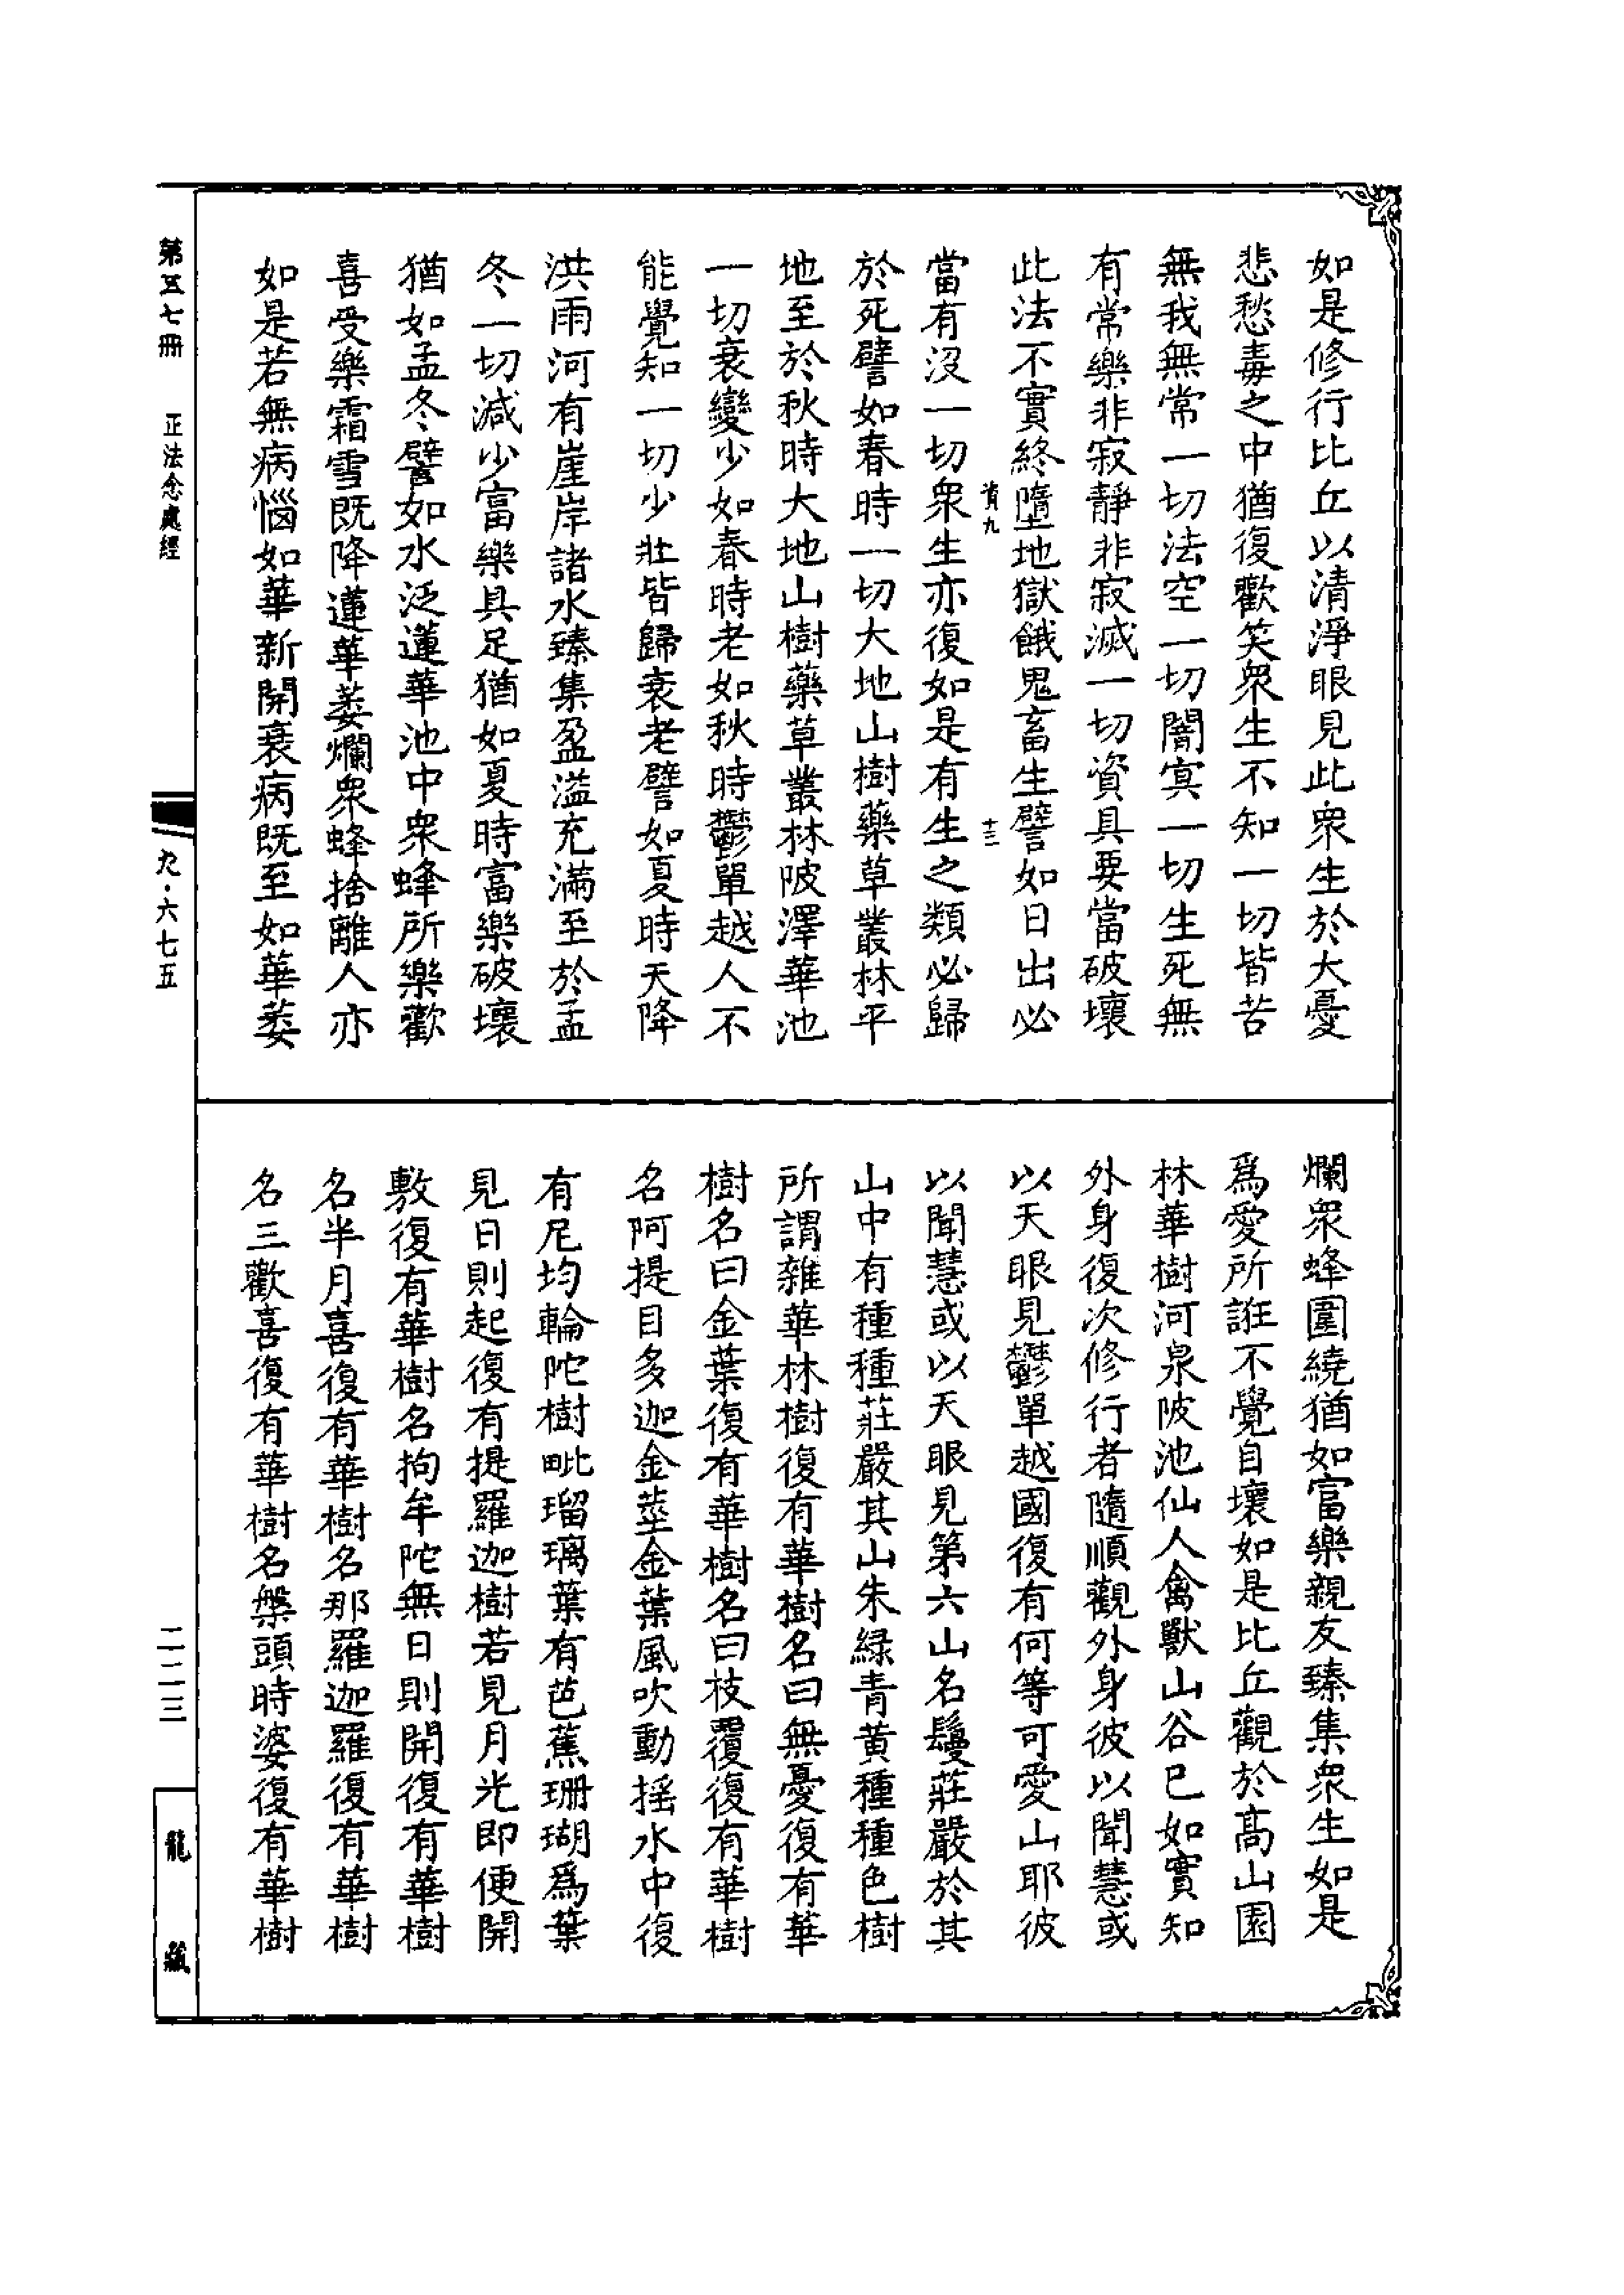 如是修行比丘以清淨眼見此衆生於大憂
悲愁毒之中猶復歡笑衆生不知一切皆苦
無我無常一切法空一切闇冥一切生死無
有常樂非寂靜非寂滅一切資具要當破壞
此法不實終墮地獄餓鬼畜生譬如日出必
資九
十三
當有沒一切衆生亦復如是有生之類必歸
於死譬如春時一切大地山樹藥草叢林平
地至於秋時大地山樹藥草叢林陂澤華池
一切衰變少如春時老如秋時鬱單越人不
能覺知一切少壯皆歸衰老譬如夏時天降
洪雨河有崖岸諸水臻集盈溢充滿至於孟
冬一切減少富樂具足猶如夏時富樂破壞
猶如孟冬譬如水泛蓮華池中衆蜂所樂歡
喜受樂霜雪既降蓮華萎爛衆蜂捨離人亦
如是若無病惱如華新開衰病既至如華萎
爛衆蜂圍繞猶如富樂親友臻集衆生如是
爲愛所誑不覺自壞如是比丘觀於高山園
林華樹河泉陂池仙人禽獸山谷已如實知
外身復次修行者隨順觀外身彼以聞慧或
以天眼見鬱單越國復有何等可愛山耶彼
以聞慧或以天眼見第六山名鬘莊嚴於其
山中有種種莊嚴其山朱綠青黃種種色樹
所謂雜華林樹復有華樹名曰無憂復有華
樹名曰金葉復有華樹名曰枝覆復有華樹
名阿提目多迦金莖金葉風吹動搖水中復
有尼均輪陀樹毗瑠璃葉有芭蕉珊瑚爲葉
見日則起復有提羅迦樹若見月光即便開
敷復有華樹名拘牟陀無日則開復有華樹
名半月喜復有華樹名那羅迦羅復有華樹
名三歡喜復有華樹名槃頭時婆復有華樹
第五七冊
正法念處經
九·六七五
二二三
龍藏